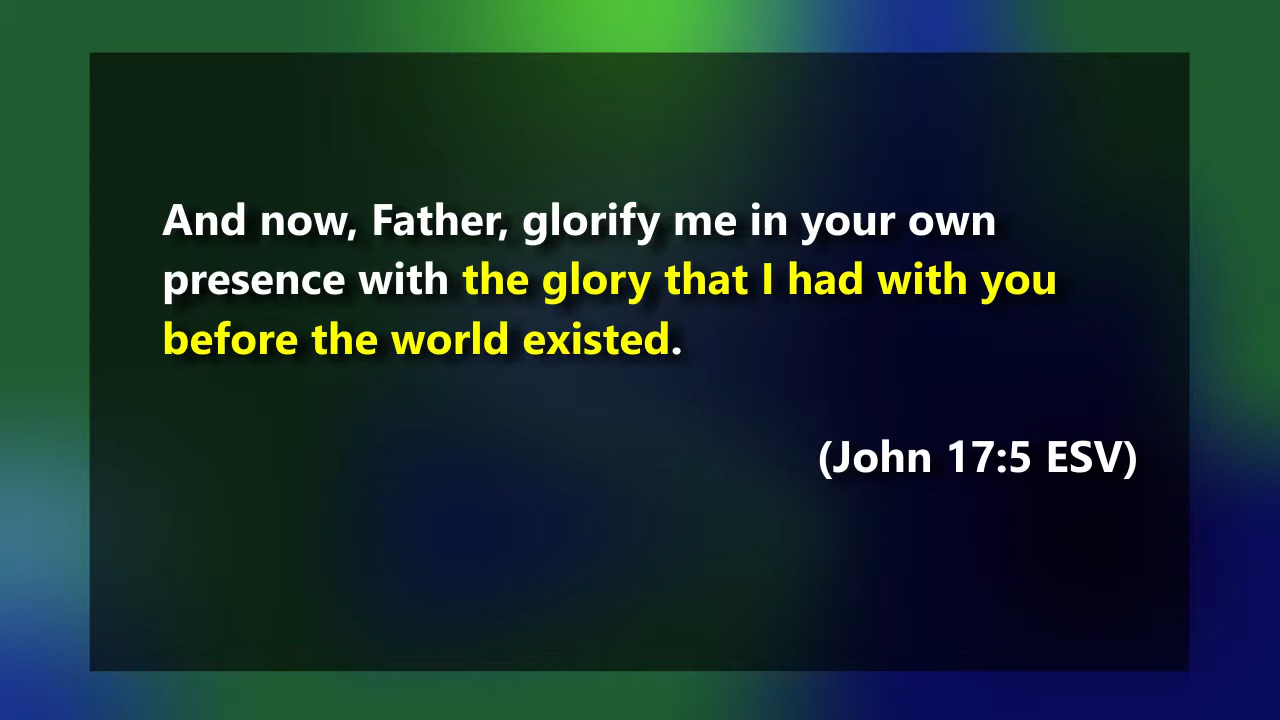 And now, Father, glorify me in your own
presence with the glory that I had with you
before the world existed.
(John 17:5 ESV)